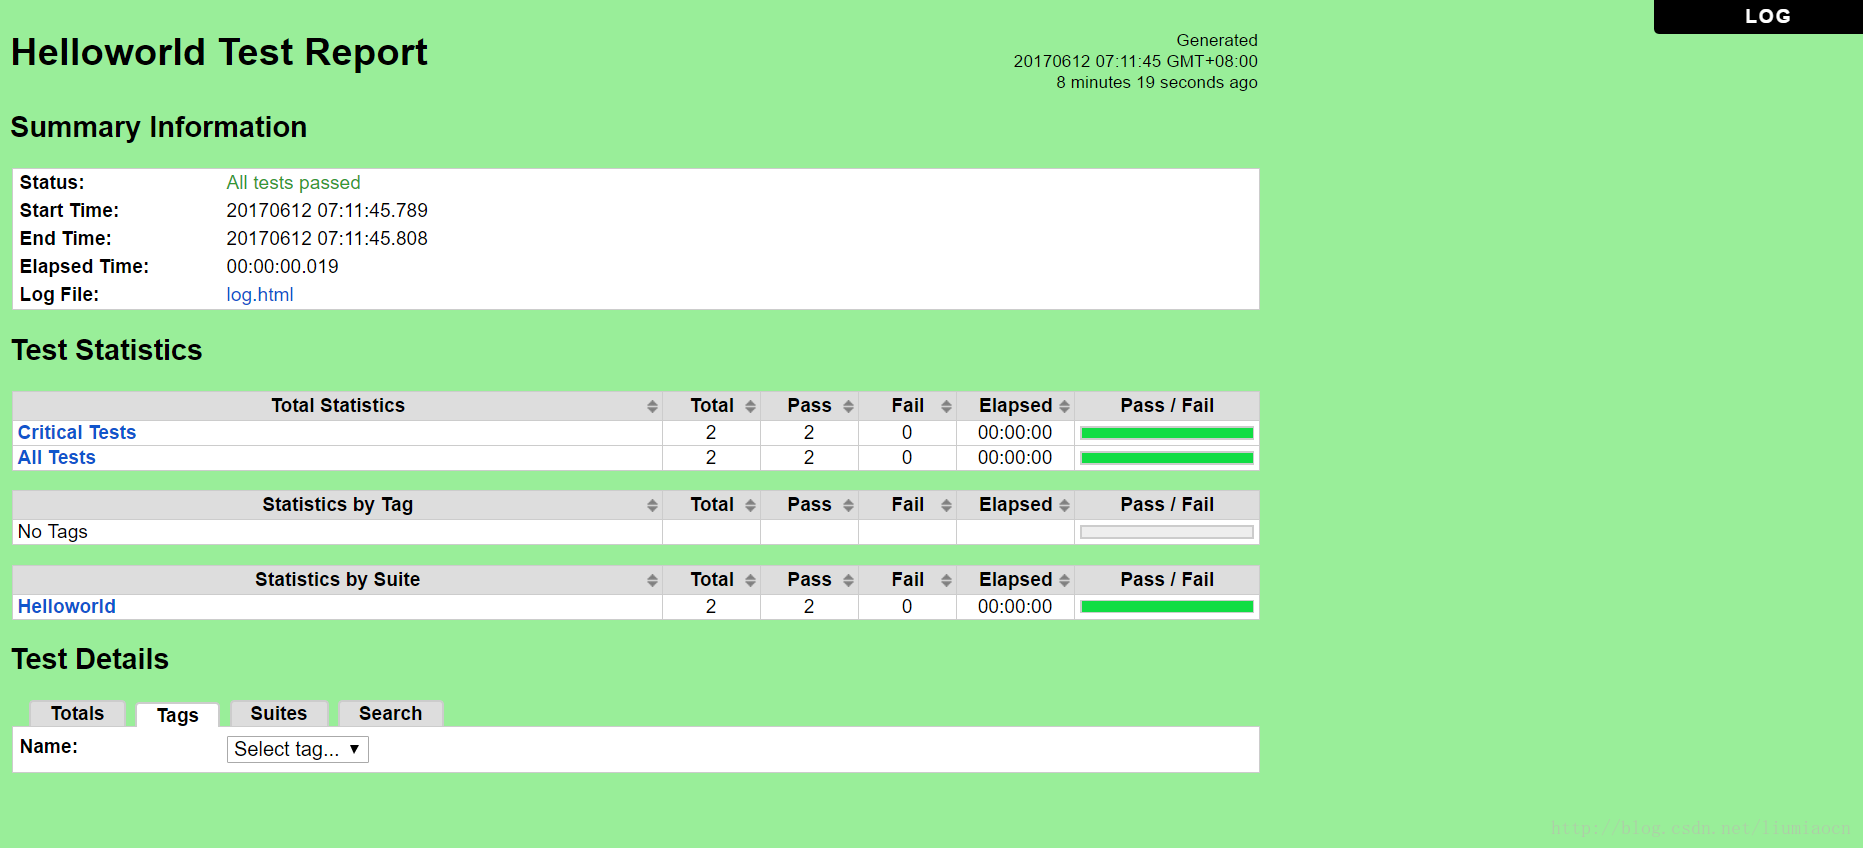 LOG
Helloworld Test Report
Generated
20170612 07:11:45 GMT+08:00
8 minutes 19 seconds ago
Summary Information
Status: All tests passed
Start Time: 20170612 07:11:45.789
End Time: 20170612 07:11:45.808
Elapsed Time: 00:00:00.019
Log File: log.html
Test Statistics
Total Statistics Total Pass Fail Elapsed Pass / Fail
Critical Tests 2 2 0 00:00:00
All Tests 2 2 0 00:00:00
Statistics by Tag Total Pass Fail Elapsed Pass / Fail
No Tags
Statistics by Suite Total Pass Fail Elapsed Pass / Fail
Helloworld 2 2 0 00:00:00
Test Details
Totals Tags Suites Search
Name: Select tag...
http://blog.csdn.net/liumiaocn